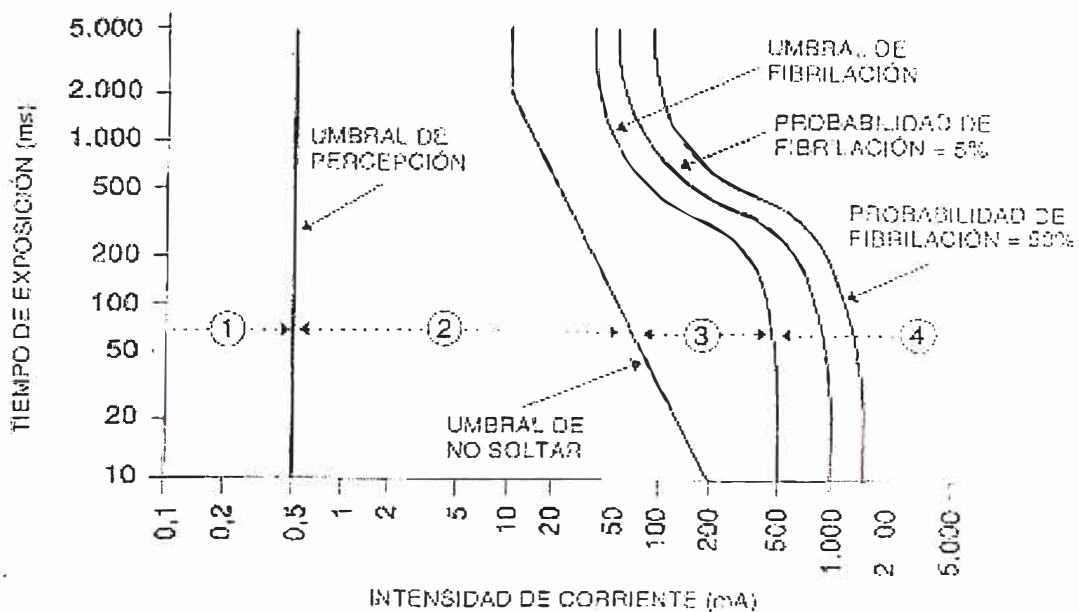 5.000
2.000
1.000
500
200
100
50
20
10
TIEMPO DE EXPOSICIÓN (ms)
UMBRAL DE
PERCEPCIÓN
UMBRAL DE
FIBRILACIÓN
PROBABILIDAD DE
FIBRILACIÓN = 5%
PROBABILIDAD DE
FIBRILACIÓN = 50%
1
2
3
4
UMBRAL DE
NO SOLTAR
0,1
0,2
0,5
1
2
5
10
20
50
100
200
500
1.000
2 00
5.000
INTENSIDAD DE CORRIENTE (mA)